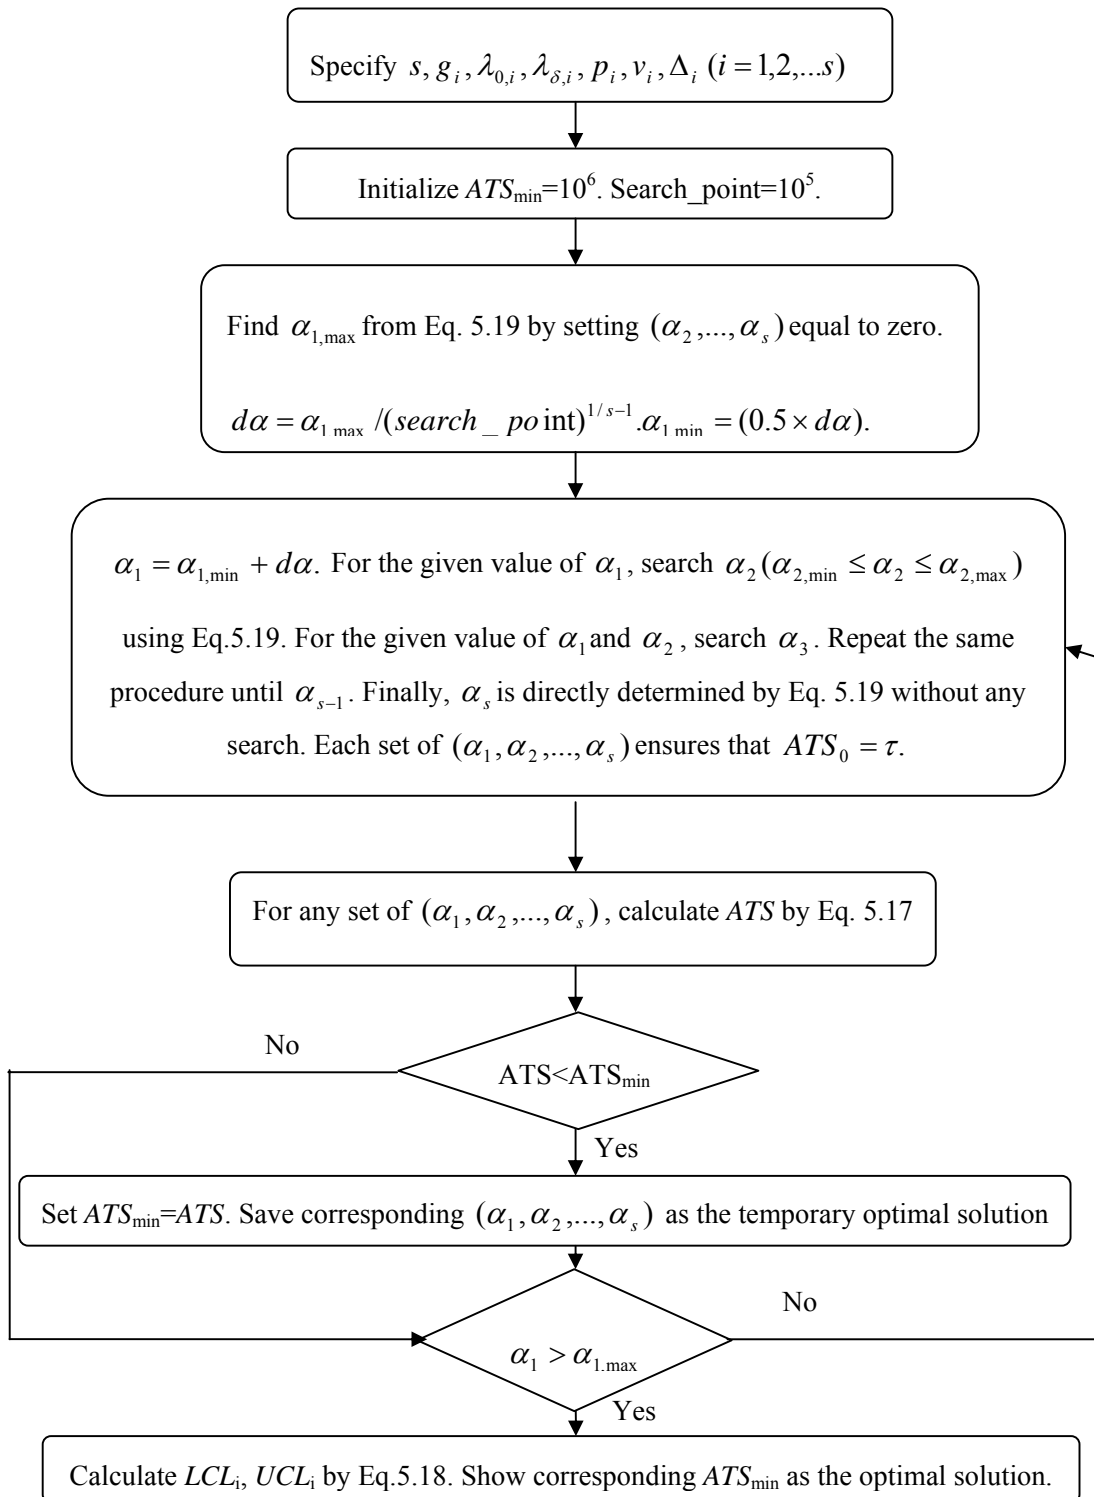 Specify s, g_i, λ_{0,i}, λ_{δ,i}, p_i, v_i, Δ_i (i = 1,2,...s)
Initialize ATS_min=10^6. Search_point=10^5.
Find α_{1,max} from Eq. 5.19 by setting (α_2,..., α_s) equal to zero.
dα = α_{1 max} /(search _ po int)^{1/s−1}.α_{1 min} = (0.5 × dα).
α_1 = α_{1,min} + dα. For the given value of α_1, search α_2(α_{2,min} ≤ α_2 ≤ α_{2,max})
using Eq.5.19. For the given value of α_1 and α_2 , search α_3 . Repeat the same
procedure until α_{s−1} . Finally, α_s is directly determined by Eq. 5.19 without any
search. Each set of (α_1, α_2,..., α_s) ensures that ATS_0 = τ.
For any set of (α_1, α_2,..., α_s) , calculate ATS by Eq. 5.17
No
ATS<ATS_min
Yes
Set ATS_min=ATS. Save corresponding (α_1, α_2,..., α_s) as the temporary optimal solution
No
α_1 > α_{1.max}
Yes
Calculate LCL_i, UCL_i by Eq.5.18. Show corresponding ATS_min as the optimal solution.